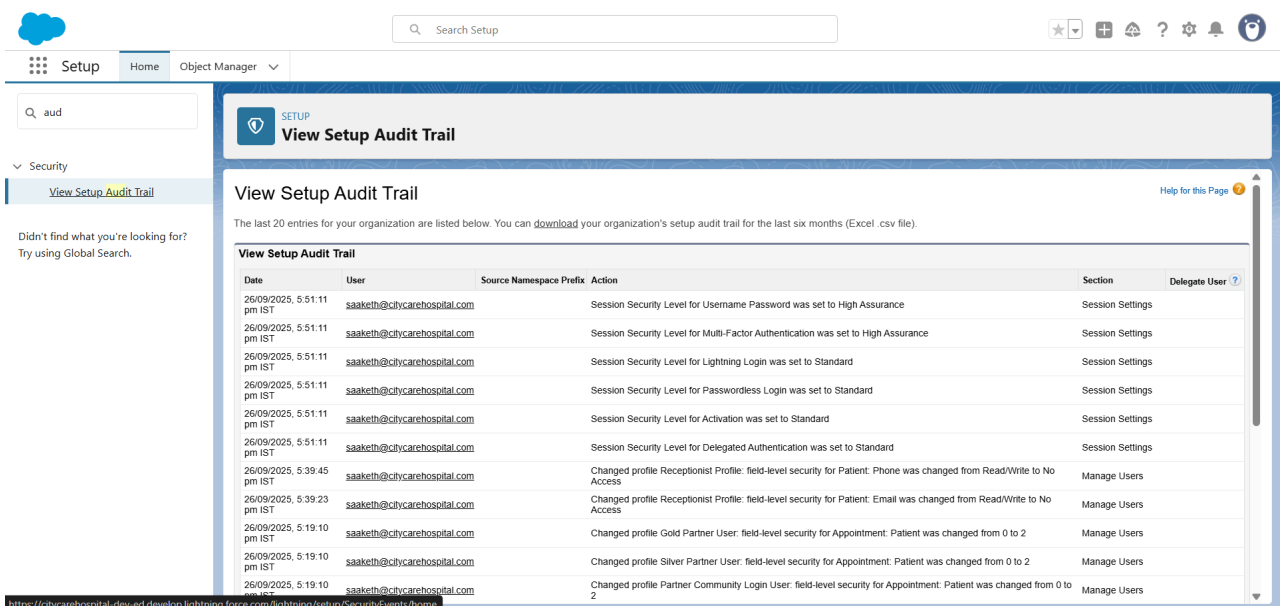 Search Setup
Setup
Home
Object Manager
aud
Security
View Setup Audit Trail
Didn't find what you're looking for?
Try using Global Search.
SETUP
View Setup Audit Trail
View Setup Audit Trail
Help for this Page ?
The last 20 entries for your organization are listed below. You can download your organization's setup audit trail for the last six months (Excel .csv file).
View Setup Audit Trail
Date User Source Namespace Prefix Action Section Delegate User ?
26/09/2025, 5:51:11 pm IST saaketh@citycarehospital.com Session Security Level for Username Password was set to High Assurance Session Settings
26/09/2025, 5:51:11 pm IST saaketh@citycarehospital.com Session Security Level for Multi-Factor Authentication was set to High Assurance Session Settings
26/09/2025, 5:51:11 pm IST saaketh@citycarehospital.com Session Security Level for Lightning Login was set to Standard Session Settings
26/09/2025, 5:51:11 pm IST saaketh@citycarehospital.com Session Security Level for Passwordless Login was set to Standard Session Settings
26/09/2025, 5:51:11 pm IST saaketh@citycarehospital.com Session Security Level for Activation was set to Standard Session Settings
26/09/2025, 5:51:11 pm IST saaketh@citycarehospital.com Session Security Level for Delegated Authentication was set to Standard Session Settings
26/09/2025, 5:39:45 pm IST saaketh@citycarehospital.com Changed profile Receptionist Profile: field-level security for Patient: Phone was changed from Read/Write to No Access Manage Users
26/09/2025, 5:39:23 pm IST saaketh@citycarehospital.com Changed profile Receptionist Profile: field-level security for Patient: Email was changed from Read/Write to No Access Manage Users
26/09/2025, 5:19:10 pm IST saaketh@citycarehospital.com Changed profile Gold Partner User: field-level security for Appointment: Patient was changed from 0 to 2 Manage Users
26/09/2025, 5:19:10 pm IST saaketh@citycarehospital.com Changed profile Silver Partner User: field-level security for Appointment: Patient was changed from 0 to 2 Manage Users
26/09/2025, 5:19:10 pm IST saaketh@citycarehospital.com Changed profile Partner Community Login User: field-level security for Appointment: Patient was changed from 0 to 2 Manage Users
https://citycarehospital-dev-ed.develop.lightning.force.com/lightning/setup/SecurityEvents/home